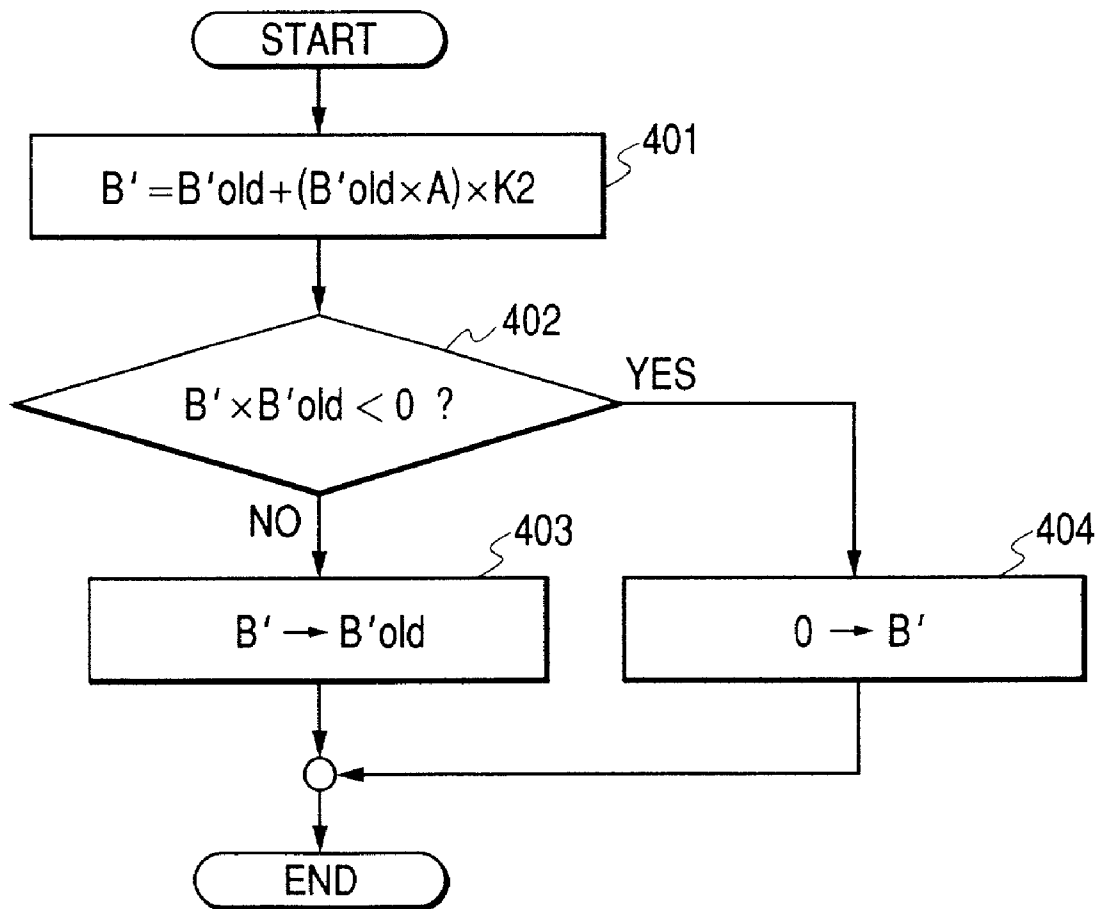 START
401
B'=B'old+(B'old×A)×K2
402
YES
B'×B'old<0 ?
NO
403
404
B'→B'old
0→B'
END